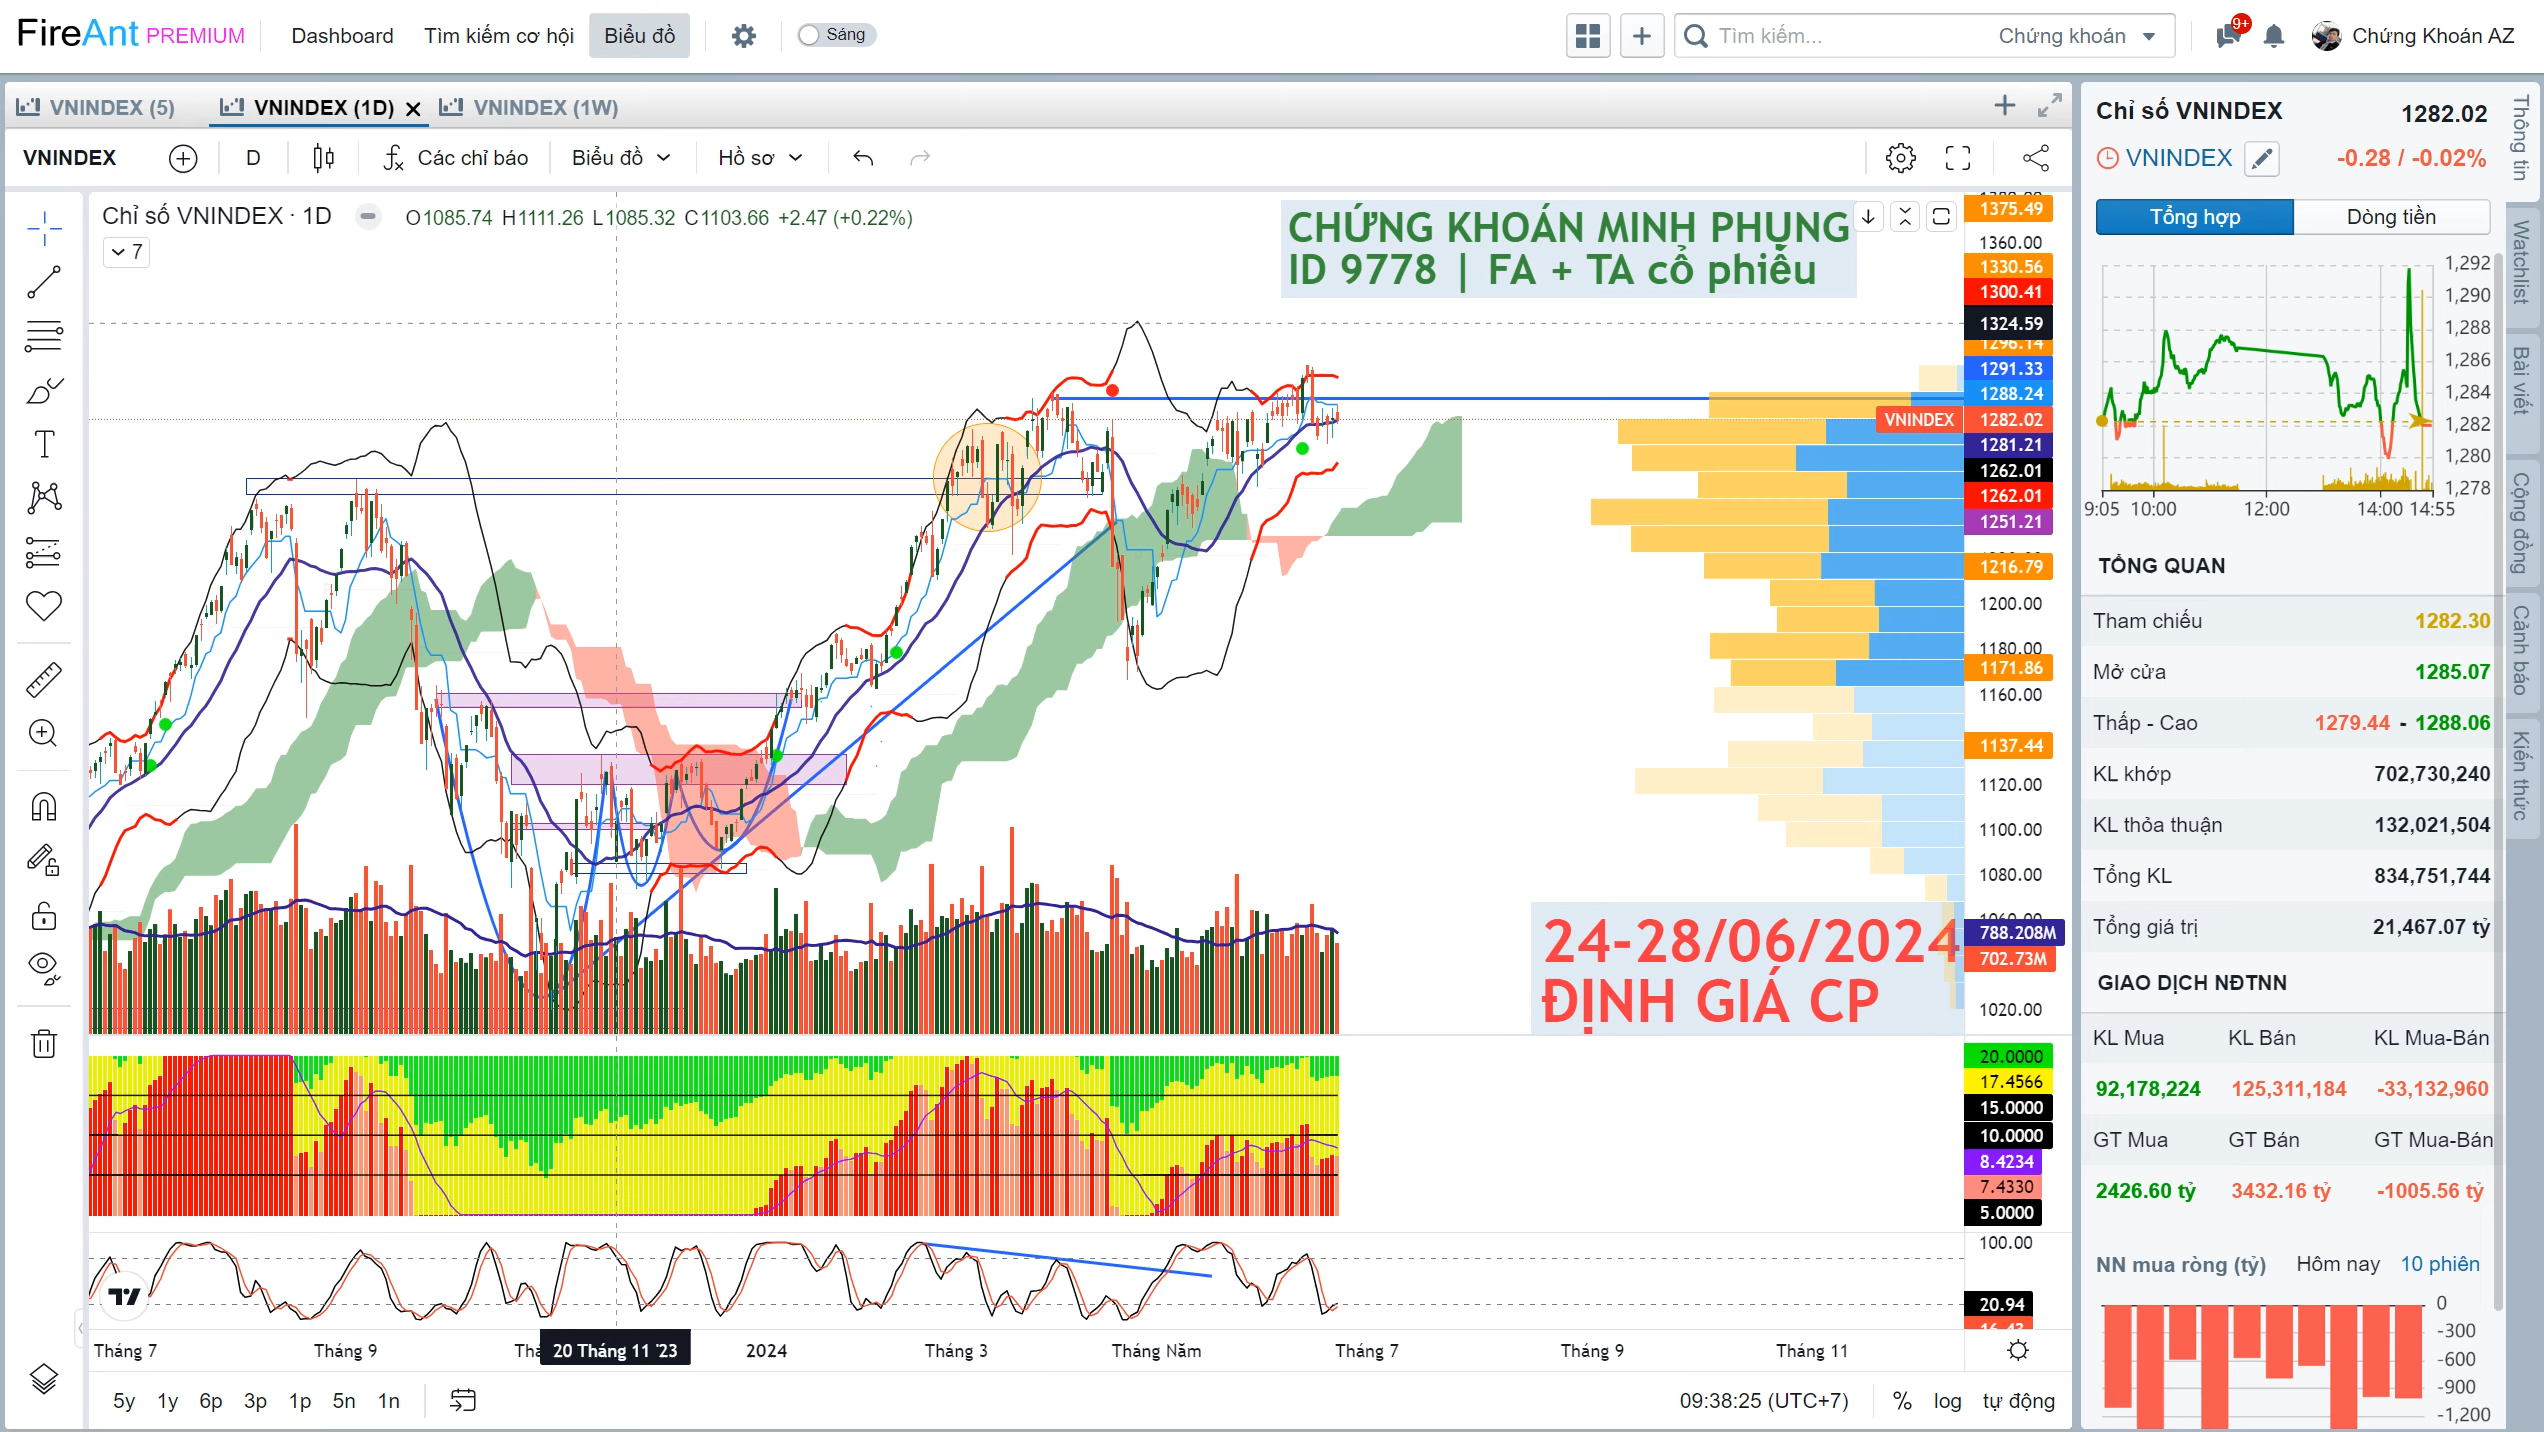 FireAnt PREMIUM
Dashboard
Tìm kiếm cơ hội
Biểu đồ
Sáng
Tìm kiếm...
Chứng khoán
9+
Chứng Khoán AZ
VNINDEX (5)
VNINDEX (1D)
VNINDEX (1W)
VNINDEX
D
Các chỉ báo
Biểu đồ
Hồ sơ
Chỉ số VNINDEX · 1D
O1085.74 H1111.26 L1085.32 C1103.66 +2.47 (+0.22%)
7
CHỨNG KHOÁN MINH PHỤNG
ID 9778 | FA + TA cổ phiếu
24-28/06/2024
ĐỊNH GIÁ CP
1375.49
1360.00
1330.56
1300.41
1324.59
1296.14
1291.33
1288.24
VNINDEX 1282.02
1281.21
1262.01
1262.01
1251.21
1216.79
1200.00
1180.00
1171.86
1160.00
1137.44
1120.00
1100.00
1080.00
1060.00
788.208M
702.73M
1020.00
20.0000
17.4566
15.0000
10.0000
8.4234
7.4330
5.0000
100.00
20.94
16.43
Tháng 7
Tháng 9
20 Tháng 11 '23
2024
Tháng 3
Tháng Năm
Tháng 7
Tháng 9
Tháng 11
5y 1y 6p 3p 1p 5n 1n
09:38:25 (UTC+7)
% log tự động
Chỉ số VNINDEX 1282.02
VNINDEX -0.28 / -0.02%
Tổng hợp Dòng tiền
1,292
1,290
1,288
1,286
1,284
1,282
1,280
1,278
9:05 10:00 12:00 14:00 14:55
TỔNG QUAN
Tham chiếu 1282.30
Mở cửa 1285.07
Thấp - Cao 1279.44 - 1288.06
KL khớp 702,730,240
KL thỏa thuận 132,021,504
Tổng KL 834,751,744
Tổng giá trị 21,467.07 tỷ
GIAO DỊCH NĐTNN
KL Mua KL Bán KL Mua-Bán
92,178,224 125,311,184 -33,132,960
GT Mua GT Bán GT Mua-Bán
2426.60 tỷ 3432.16 tỷ -1005.56 tỷ
NN mua ròng (tỷ) Hôm nay 10 phiên
0
-300
-600
-900
-1,200
Thông tin
Watchlist
Bài viết
Cộng đồng
Cảnh báo
Kiến thức